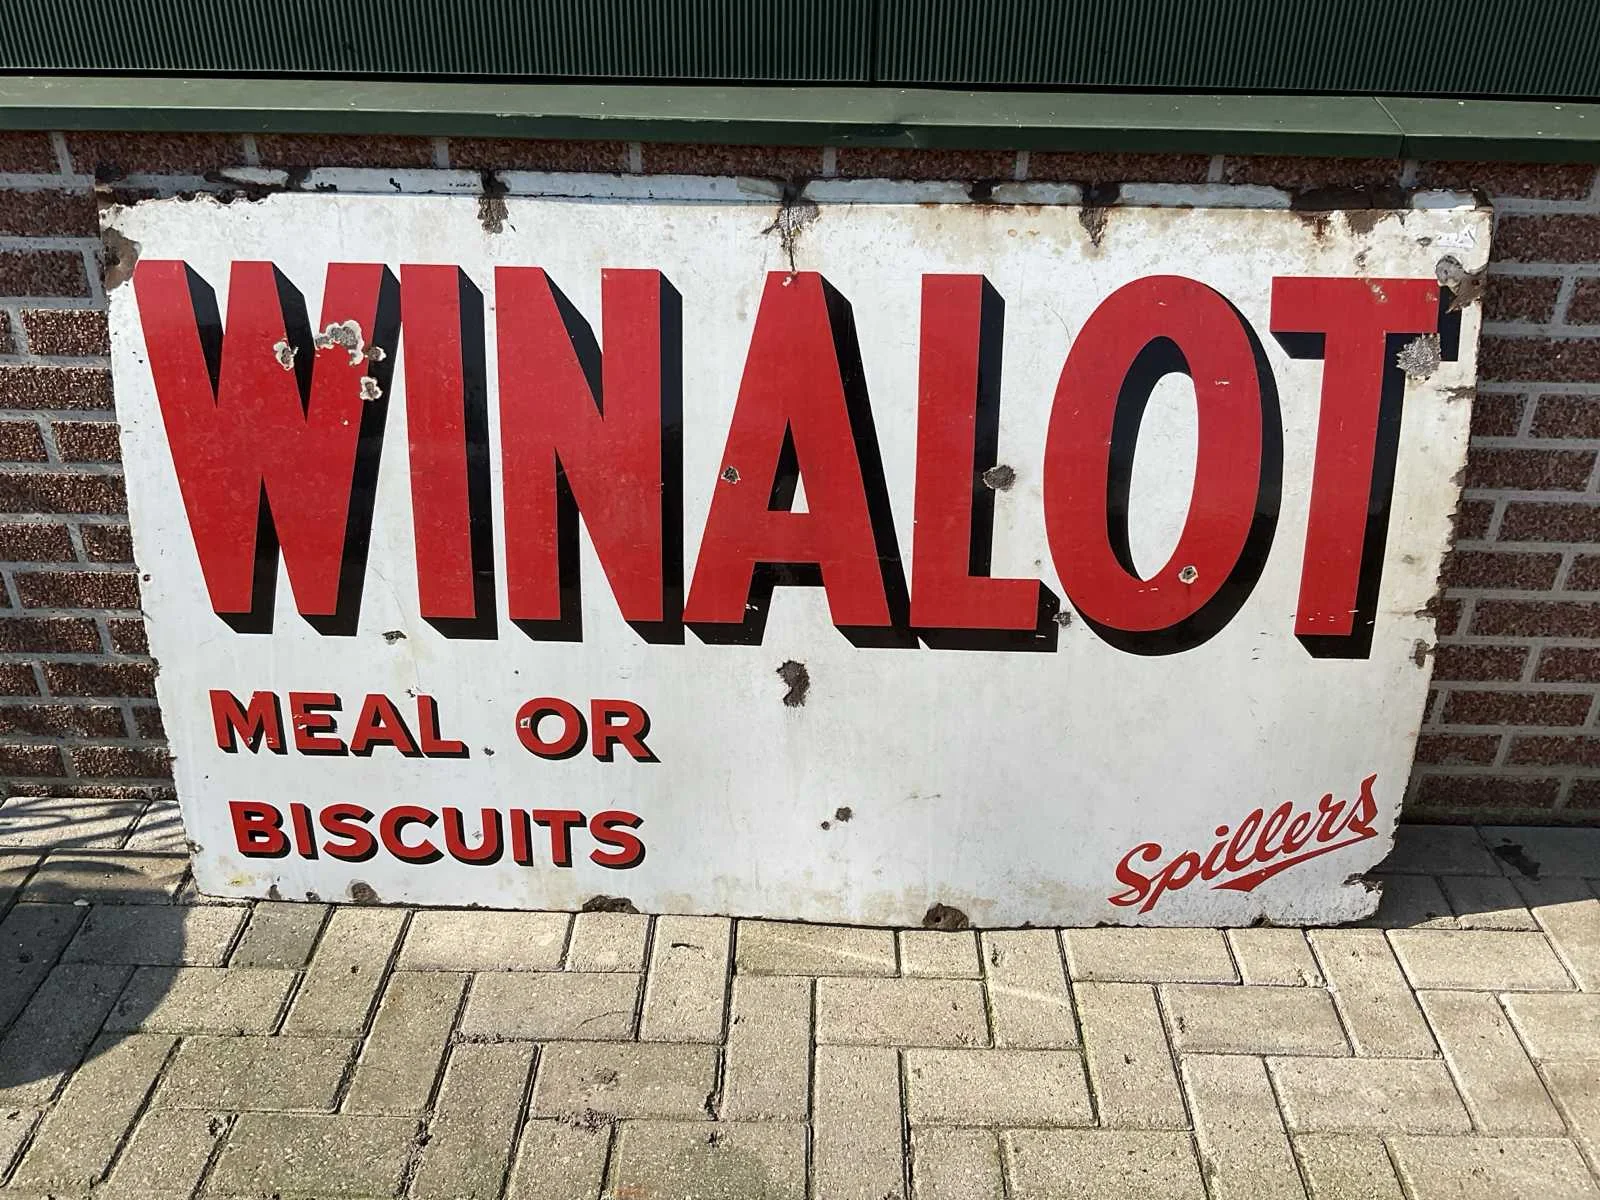 WINALOT
MEAL OR
BISCUITS
Spillers